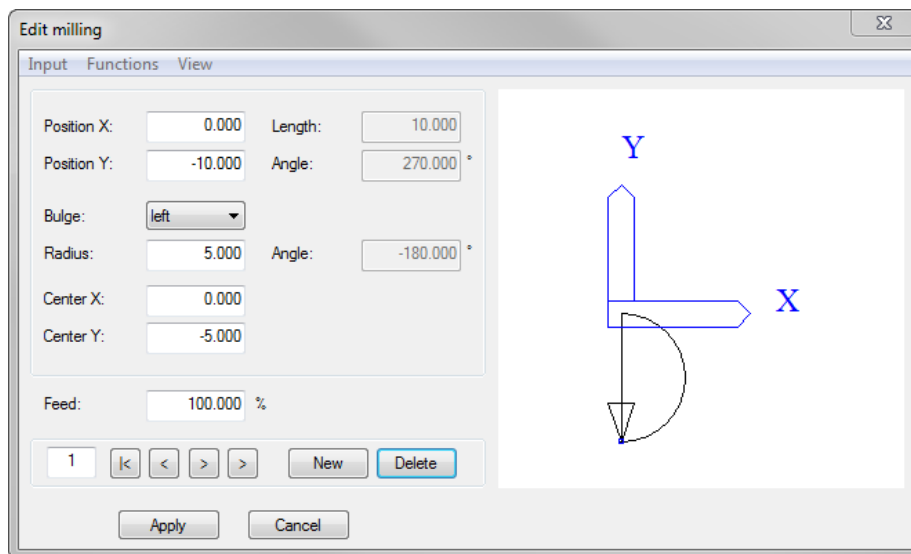 Edit milling
Input Functions View
Position X: 0.000 Length: 10.000
Position Y: -10.000 Angle: 270.000 °
Bulge: left
Radius: 5.000 Angle: -180.000 °
Center X: 0.000
Center Y: -5.000
Feed: 100.000 %
1 |< < > > New Delete
Apply Cancel
Y
X